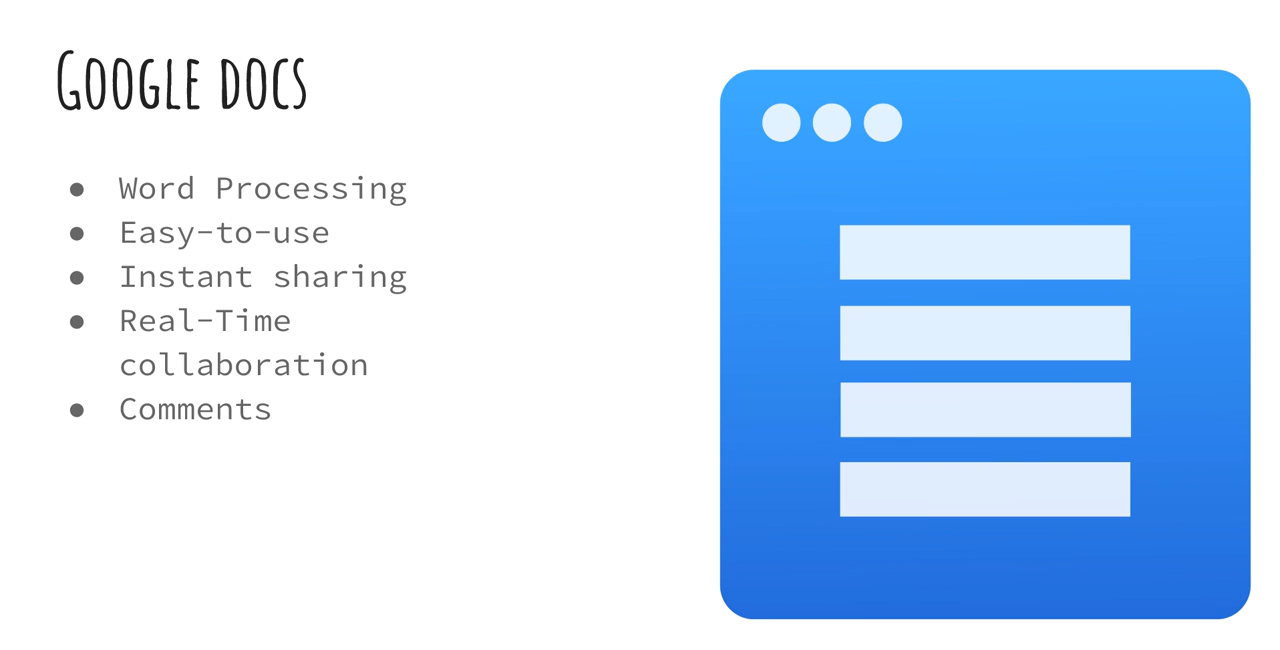 Google docs
● Word Processing
● Easy-to-use
● Instant sharing
● Real-Time
collaboration
● Comments